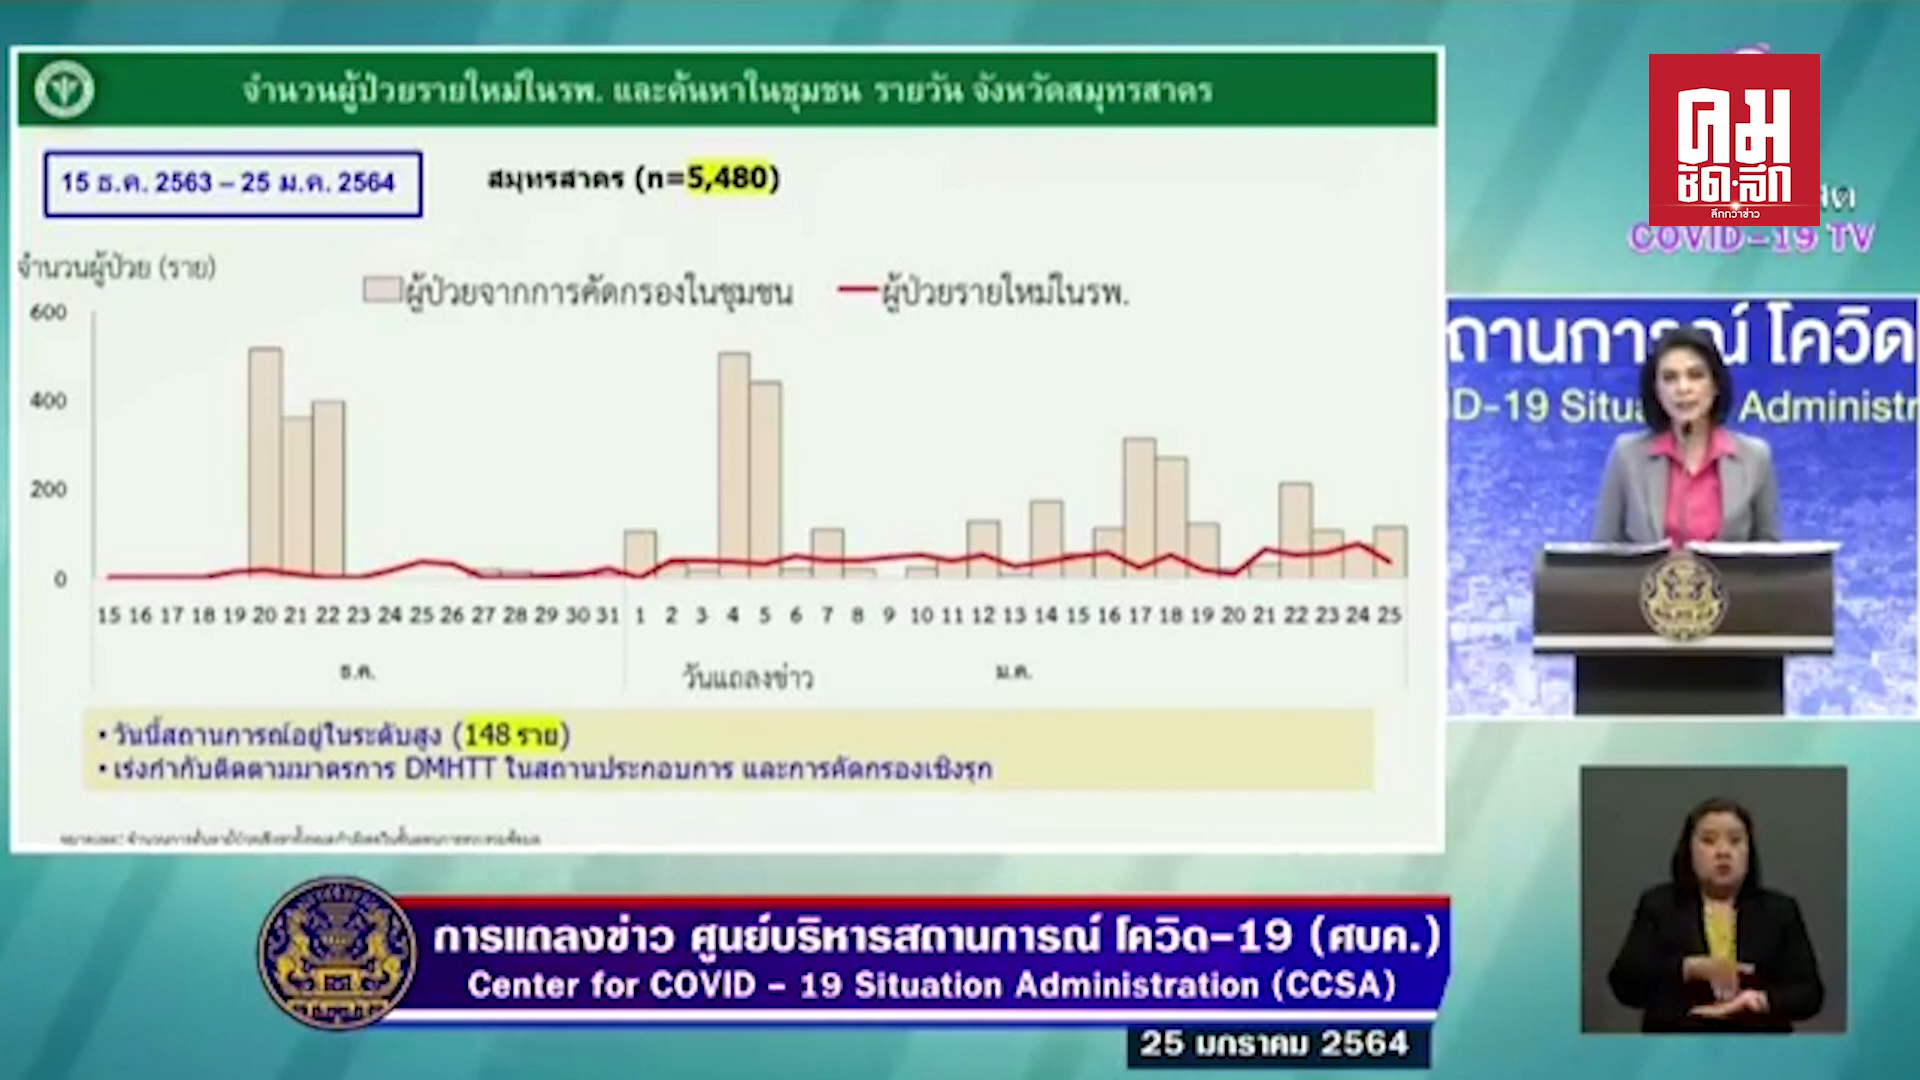 จำนวนผู้ป่วยรายใหม่ในรพ. และค้นหาในชุมชน รายวัน จังหวัดสมุทรสาคร
15 ธ.ค. 2563 – 25 ม.ค. 2564
สมุทรสาคร (n=5,480)
จำนวนผู้ป่วย (ราย)
ผู้ป่วยจากการคัดกรองในชุมชน
ผู้ป่วยรายใหม่ในรพ.
600
400
200
0
15 16 17 18 19 20 21 22 23 24 25 26 27 28 29 30 31 1 2 3 4 5 6 7 8 9 10 11 12 13 14 15 16 17 18 19 20 21 22 23 24 25
ธ.ค. วันแถลงข่าว ม.ค.
• วันนี้สถานการณ์อยู่ในระดับสูง (148 ราย)
• เร่งกำกับติดตามมาตรการ DMHTT ในสถานประกอบการ และการคัดกรองเชิงรุก
คม
ชัด·ลึก
ลึกกว่าข่าว
สด
COVID-19 TV
ถานการณ์ โควิด
ID-19 Situa Administr
การแถลงข่าว ศูนย์บริหารสถานการณ์ โควิด-19 (ศบค.)
Center for COVID - 19 Situation Administration (CCSA)
25 มกราคม 2564